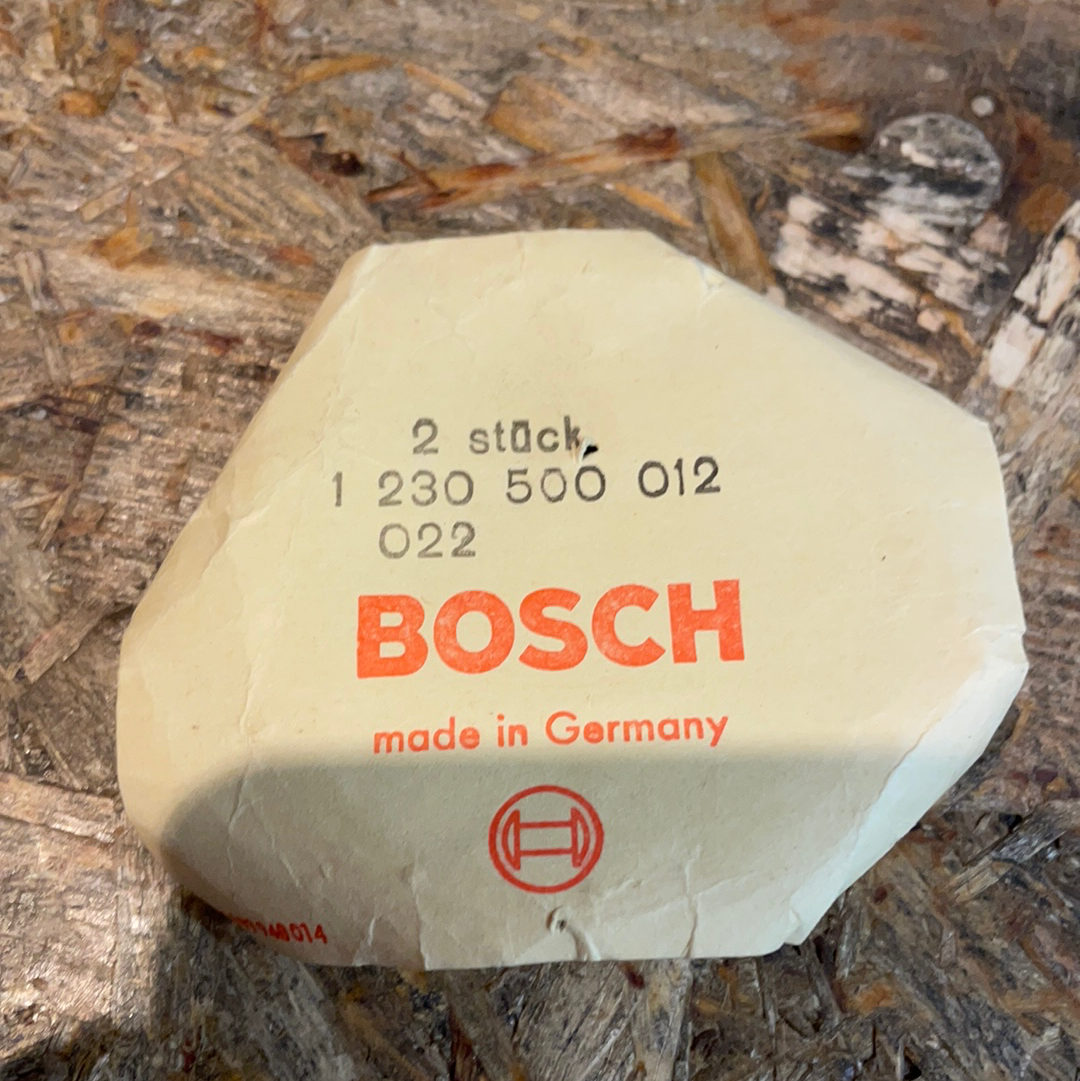 2 stück.
1 230 500 012
022
BOSCH
made in Germany